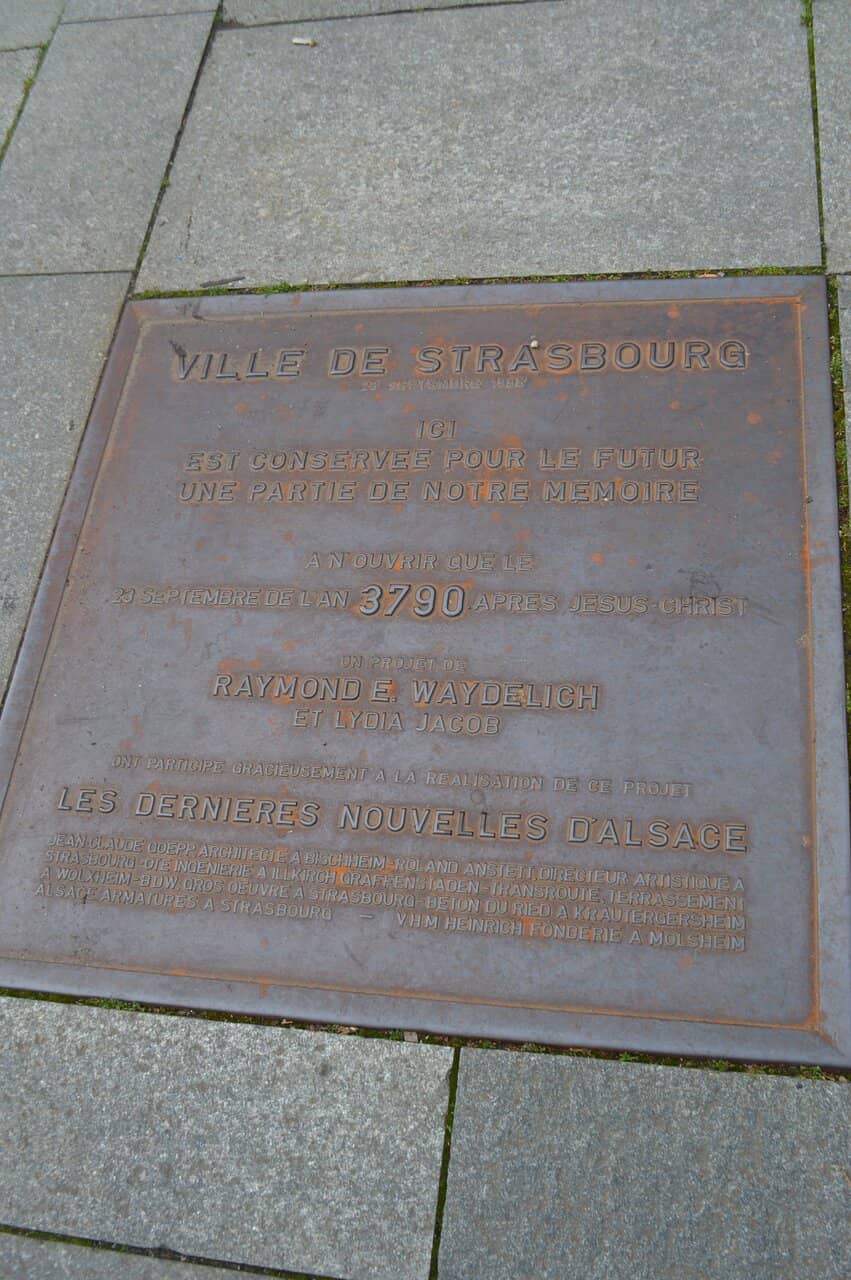 VILLE DE STRASBOURG
23 SEPTEMBRE 1995
ICI
EST CONSERVEE POUR LE FUTUR
UNE PARTIE DE NOTRE MEMOIRE
A N'OUVRIR QUE LE
23 SEPTEMBRE DE L'AN 3790 APRES JESUS-CHRIST
UN PROJET DE
RAYMOND E. WAYDELICH
ET LYDIA JACOB
ONT PARTICIPE GRACIEUSEMENT A LA REALISATION DE CE PROJET
LES DERNIERES NOUVELLES D'ALSACE
JEAN CLAUDE GOEPP ARCHITECTE A BISCHHEIM-ROLAND ANSTETT, DIRECTEUR ARTISTIQUE A
STRASBOURG-OTE INGENIERIE A ILLKIRCH GRAFFENSTADEN-TRANSROUTE, TERRASSEMENT
A WOLXHEIM-B.D.W. GROS OEUVRE A STRASBOURG-BETON DU RIED A KRAUTERGERSHEIM
ALSACE ARMATURES A STRASBOURG — V.H.M HEINRICH FONDERIE A MOLSHEIM